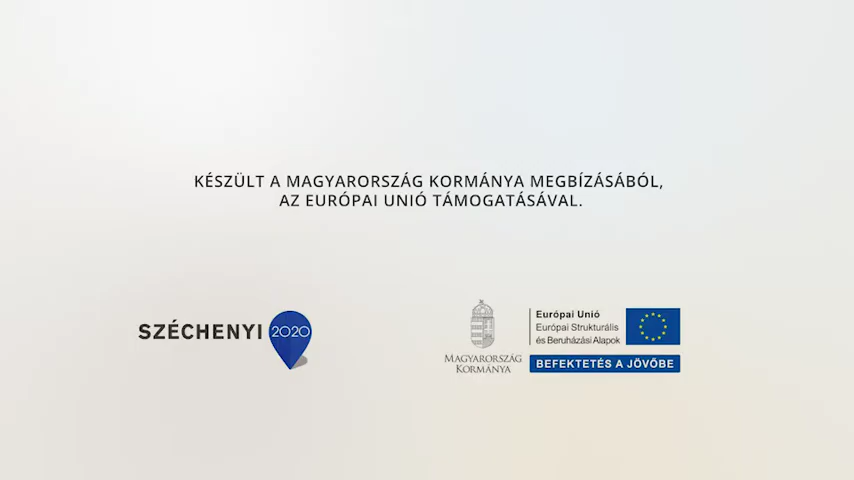 KÉSZÜLT A MAGYARORSZÁG KORMÁNYA MEGBÍZÁSÁBÓL,
AZ EURÓPAI UNIÓ TÁMOGATÁSÁVAL.
SZÉCHENYI 2020
MAGYARORSZÁG
KORMÁNYA
Európai Unió
Európai Strukturális
és Beruházási Alapok
BEFEKTETÉS A JÖVŐBE